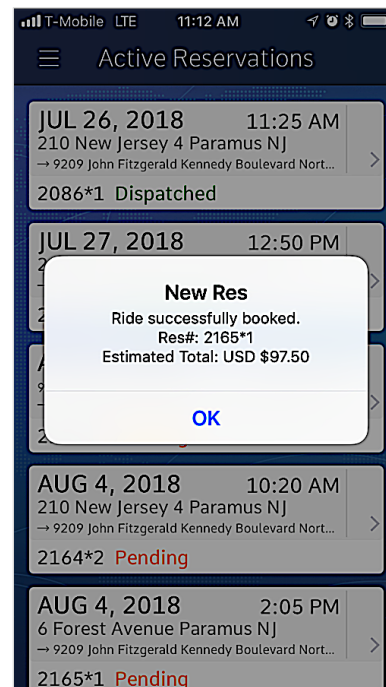 T-Mobile LTE 11:12 AM
Active Reservations
JUL 26, 2018 11:25 AM
210 New Jersey 4 Paramus NJ
→ 9209 John Fitzgerald Kennedy Boulevard Nort...
2086*1 Dispatched
JUL 27, 2018 12:50 PM
New Res
Ride successfully booked.
Res#: 2165*1
Estimated Total: USD $97.50
OK
AUG 4, 2018 10:20 AM
210 New Jersey 4 Paramus NJ
→ 9209 John Fitzgerald Kennedy Boulevard Nort...
2164*2 Pending
AUG 4, 2018 2:05 PM
6 Forest Avenue Paramus NJ
→ 9209 John Fitzgerald Kennedy Boulevard Nort...
2165*1 Pending